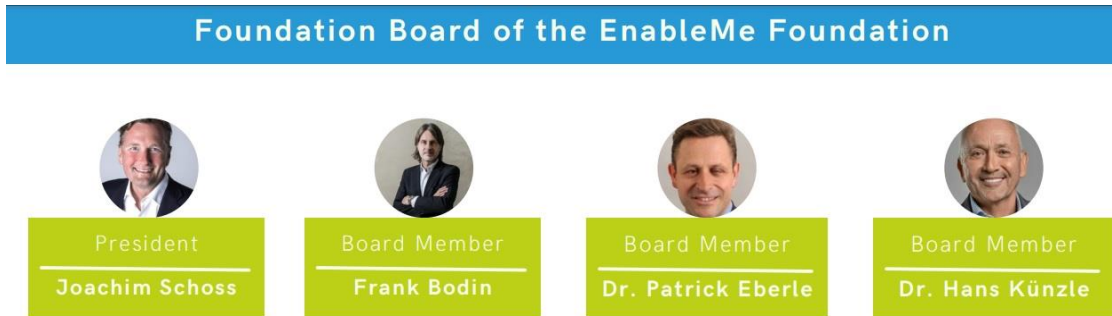 Foundation Board of the EnableMe Foundation
President
Joachim Schoss
Board Member
Frank Bodin
Board Member
Dr. Patrick Eberle
Board Member
Dr. Hans Künzle